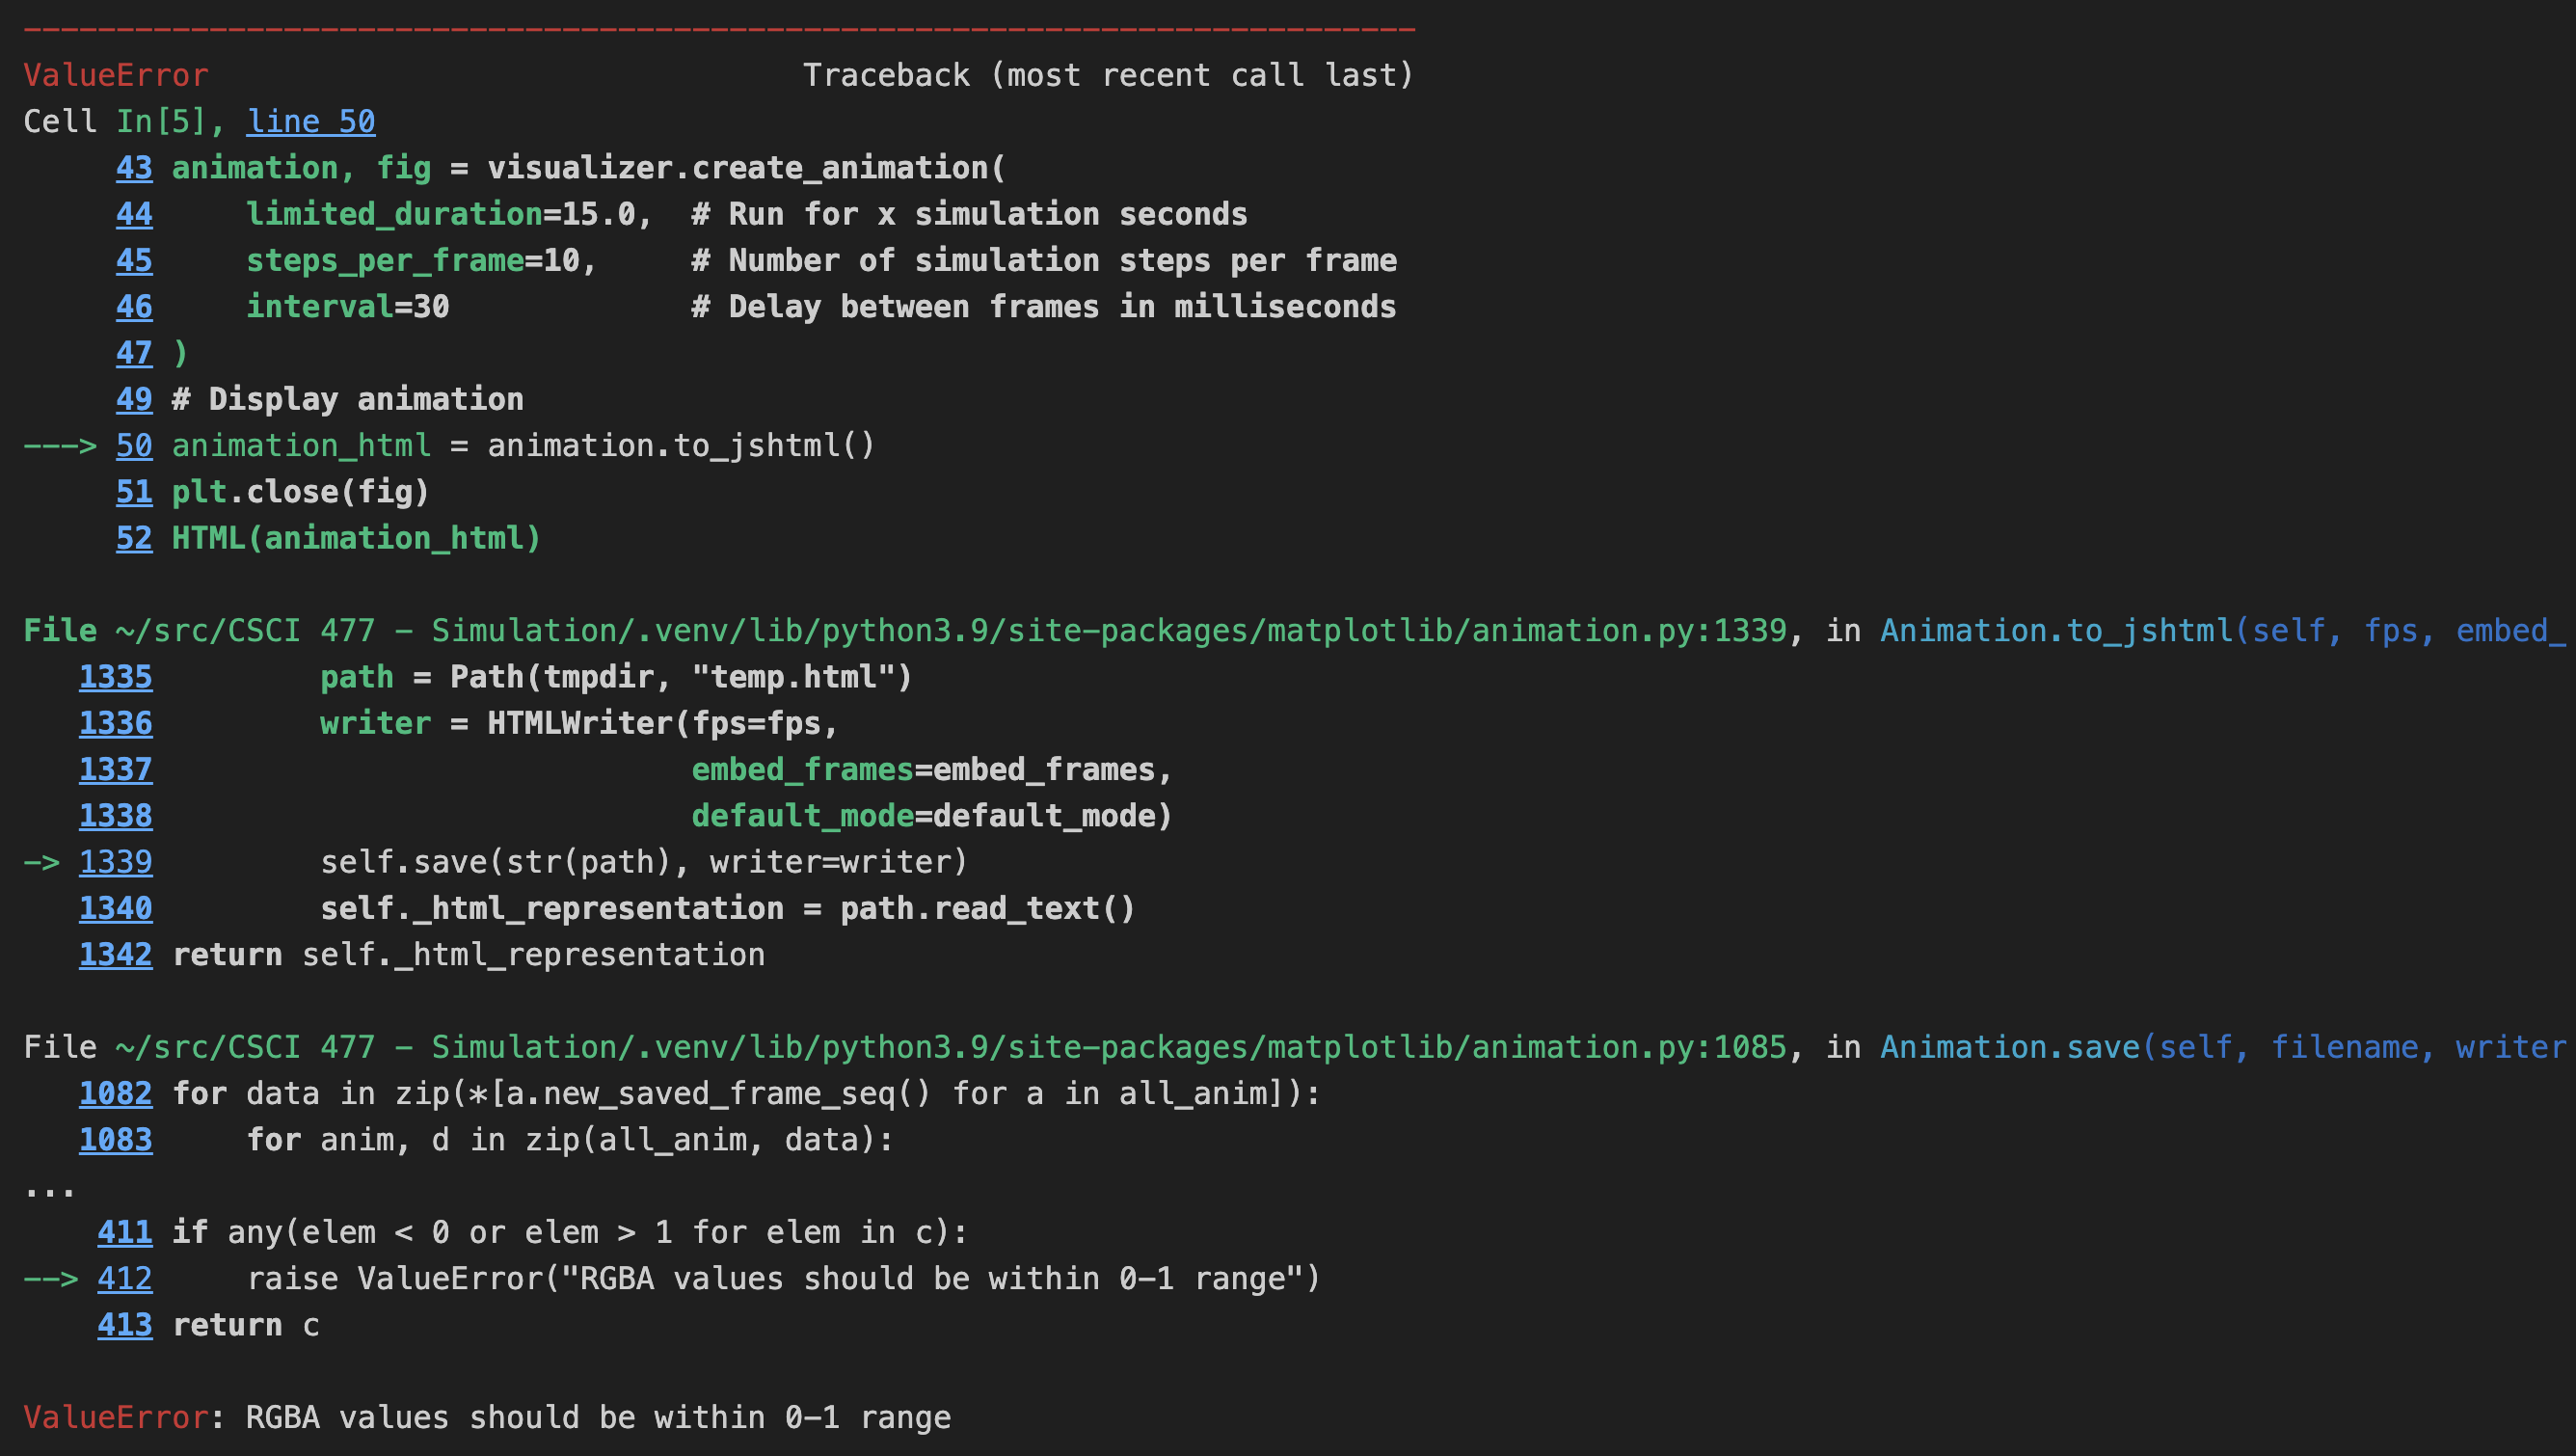 ---------------------------------------------------------------------------
ValueError                                Traceback (most recent call last)
Cell In[5], line 50
     43 animation, fig = visualizer.create_animation(
     44     limited_duration=15.0,  # Run for x simulation seconds
     45     steps_per_frame=10,     # Number of simulation steps per frame
     46     interval=30             # Delay between frames in milliseconds
     47 )
     49 # Display animation
---> 50 animation_html = animation.to_jshtml()
     51 plt.close(fig)
     52 HTML(animation_html)

File ~/src/CSCI 477 - Simulation/.venv/lib/python3.9/site-packages/matplotlib/animation.py:1339, in Animation.to_jshtml(self, fps, embed_
   1335         path = Path(tmpdir, "temp.html")
   1336         writer = HTMLWriter(fps=fps,
   1337                             embed_frames=embed_frames,
   1338                             default_mode=default_mode)
-> 1339         self.save(str(path), writer=writer)
   1340         self._html_representation = path.read_text()
   1342 return self._html_representation

File ~/src/CSCI 477 - Simulation/.venv/lib/python3.9/site-packages/matplotlib/animation.py:1085, in Animation.save(self, filename, writer
   1082 for data in zip(*[a.new_saved_frame_seq() for a in all_anim]):
   1083     for anim, d in zip(all_anim, data):
...
    411 if any(elem < 0 or elem > 1 for elem in c):
--> 412     raise ValueError("RGBA values should be within 0-1 range")
    413 return c

ValueError: RGBA values should be within 0-1 range